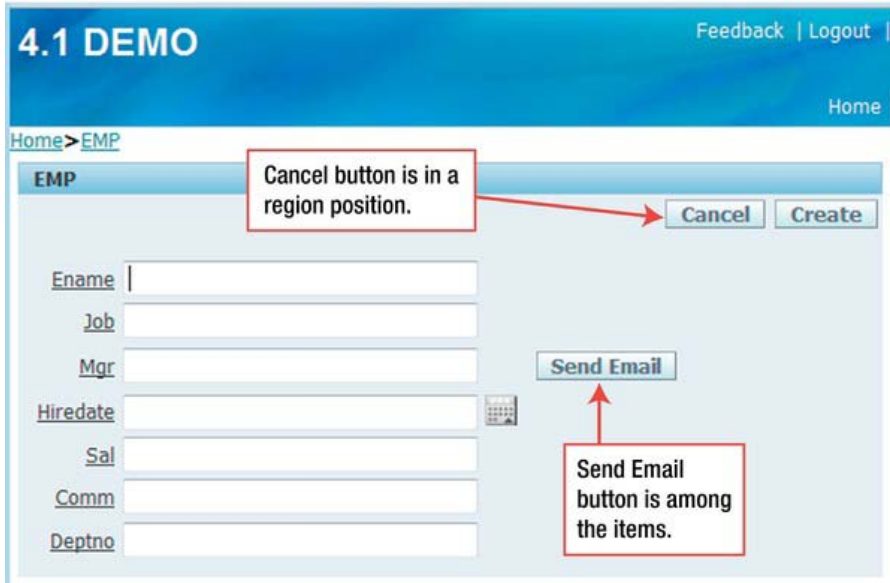 4.1 DEMO
Feedback | Logout |
Home
Home>EMP
EMP
Cancel button is in a
region position.
Cancel
Create
Ename
Job
Mgr
Send Email
Hiredate
Sal
Comm
Deptno
Send Email
button is among
the items.